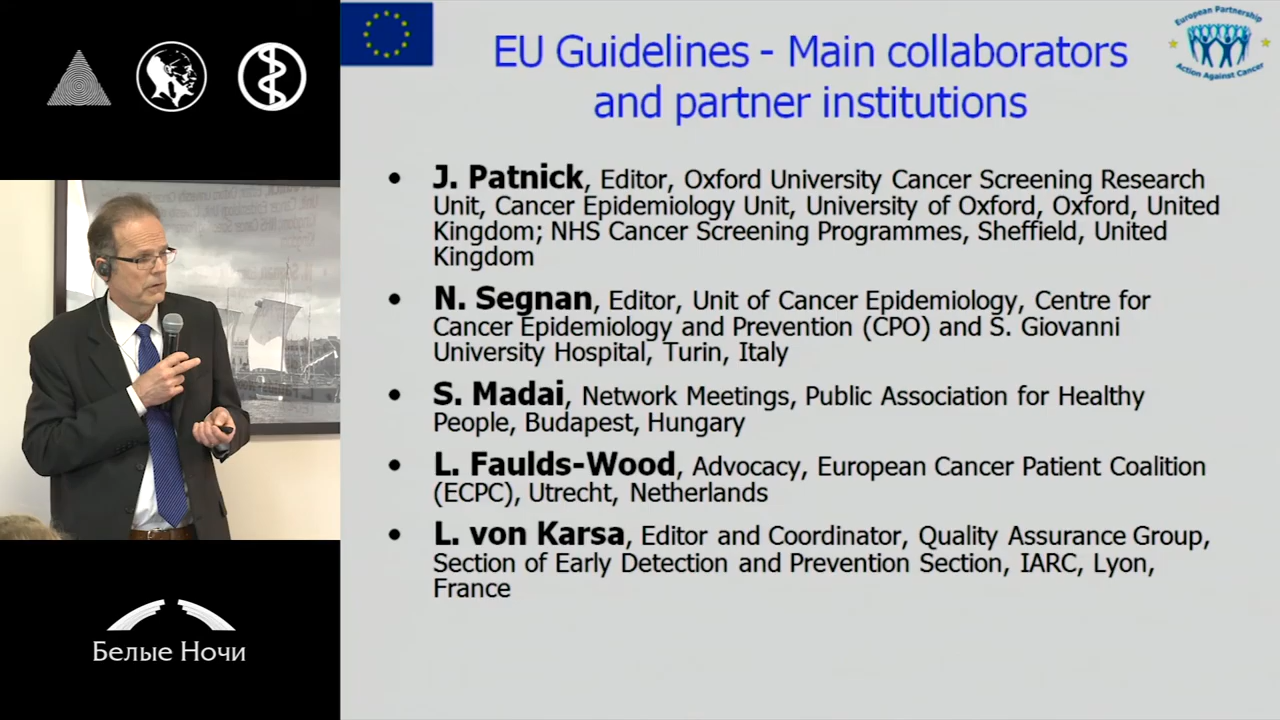 EU Guidelines - Main collaborators
and partner institutions
European Partnership
Action Against Cancer
• J. Patnick, Editor, Oxford University Cancer Screening Research
Unit, Cancer Epidemiology Unit, University of Oxford, Oxford, United
Kingdom; NHS Cancer Screening Programmes, Sheffield, United
Kingdom
• N. Segnan, Editor, Unit of Cancer Epidemiology, Centre for
Cancer Epidemiology and Prevention (CPO) and S. Giovanni
University Hospital, Turin, Italy
• S. Madai, Network Meetings, Public Association for Healthy
People, Budapest, Hungary
• L. Faulds-Wood, Advocacy, European Cancer Patient Coalition
(ECPC), Utrecht, Netherlands
• L. von Karsa, Editor and Coordinator, Quality Assurance Group,
Section of Early Detection and Prevention Section, IARC, Lyon,
France
Белые Ночи